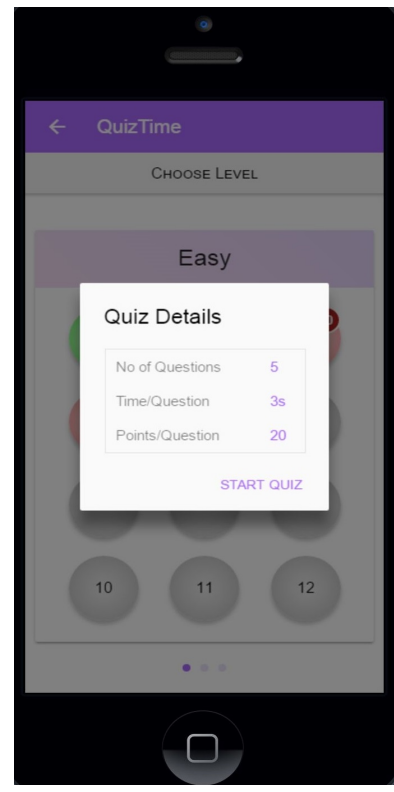 QuizTime
CHOOSE LEVEL
Easy
Quiz Details
No of Questions 5
Time/Question 3s
Points/Question 20
START QUIZ
10 11 12